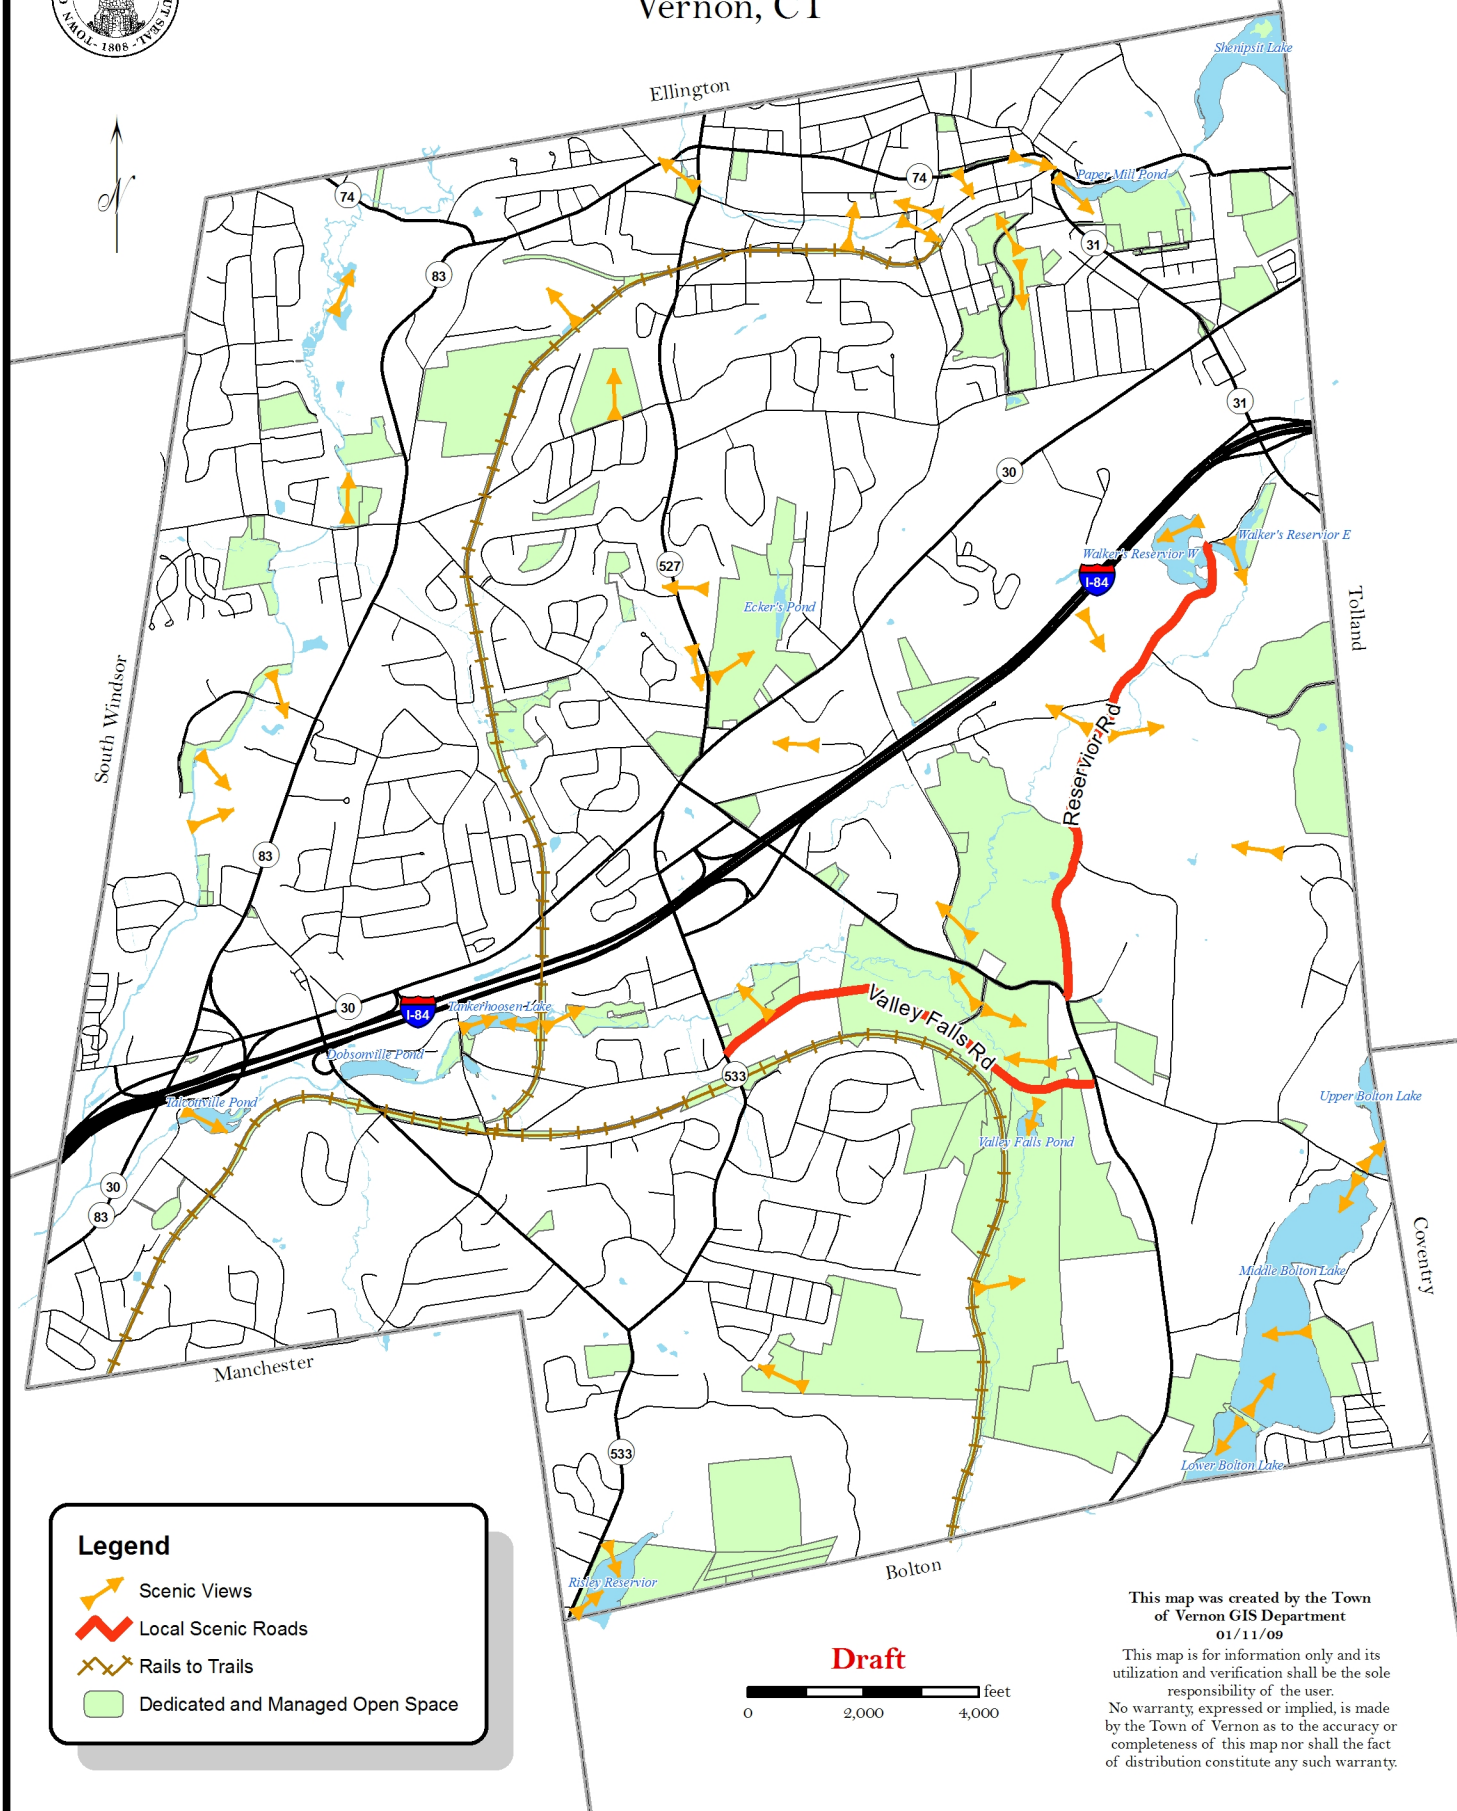 Vernon, CT
TOWN - 1808 - UT SEAL
Shenipsit Lake
Ellington
N
74
74
Paper Mill Pond
31
83
31
30
527
Walker's Reservior E
Walker's Reservior W
I-84
Ecker's Pond
Tolland
South Windsor
Reservior Rd
83
30
I-84
Tankerhoosen Lake
Valley Falls Rd
Dobsonville Pond
533
Talcottville Pond
Upper Bolton Lake
Valley Falls Pond
30
83
Coventry
Middle Bolton Lake
Manchester
533
Lower Bolton Lake
Risley Reservior
Bolton
Legend
Scenic Views
Local Scenic Roads
Rails to Trails
Dedicated and Managed Open Space
Draft
feet
0 2,000 4,000
This map was created by the Town
of Vernon GIS Department
01/11/09
This map is for information only and its
utilization and verification shall be the sole
responsibility of the user.
No warranty, expressed or implied, is made
by the Town of Vernon as to the accuracy or
completeness of this map nor shall the fact
of distribution constitute any such warranty.